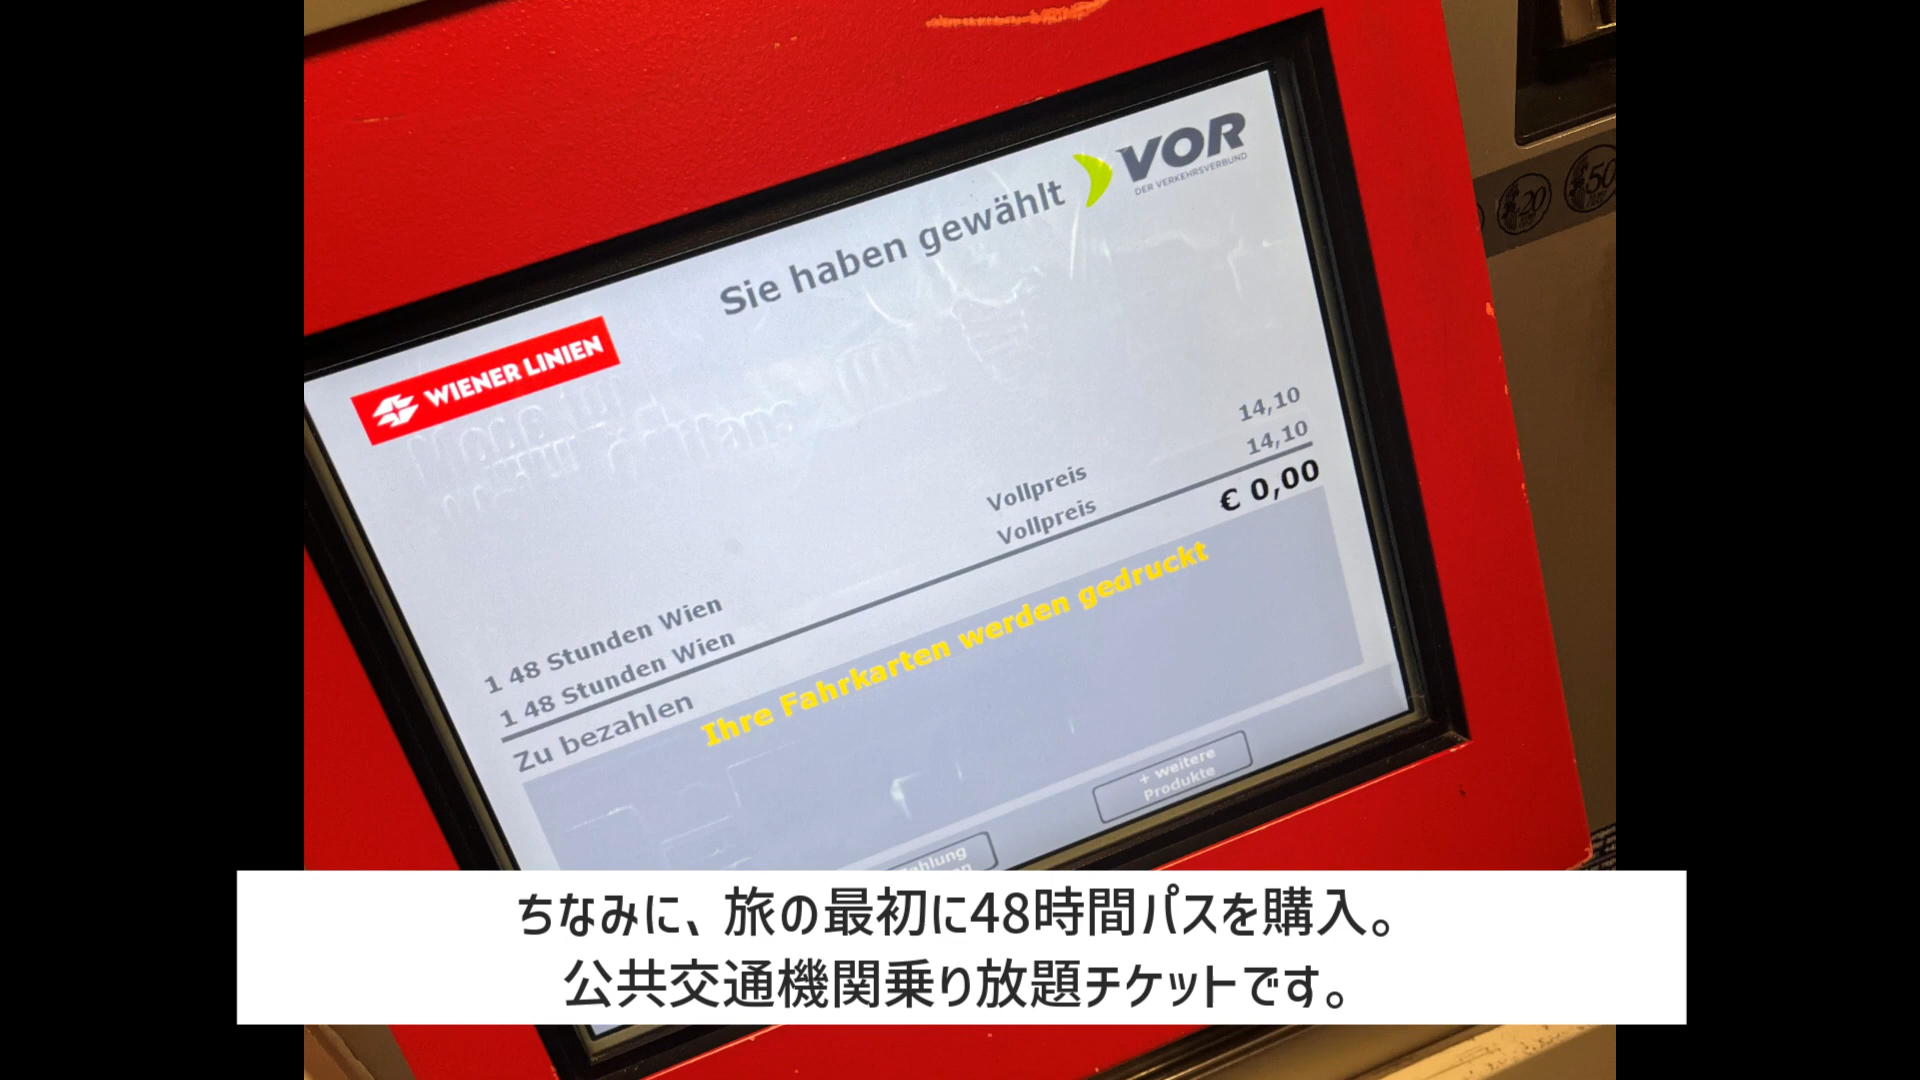 VOR
DER VERKEHRSVERBUND
Sie haben gewählt
WIENER LINIEN
1 48 Stunden Wien Vollpreis 14,10
1 48 Stunden Wien Vollpreis 14,10
Zu bezahlen € 0,00
Ihre Fahrkarten werden gedruckt
+ weitere
Produkte
20
50
ちなみに、旅の最初に48時間パスを購入。
公共交通機関乗り放題チケットです。